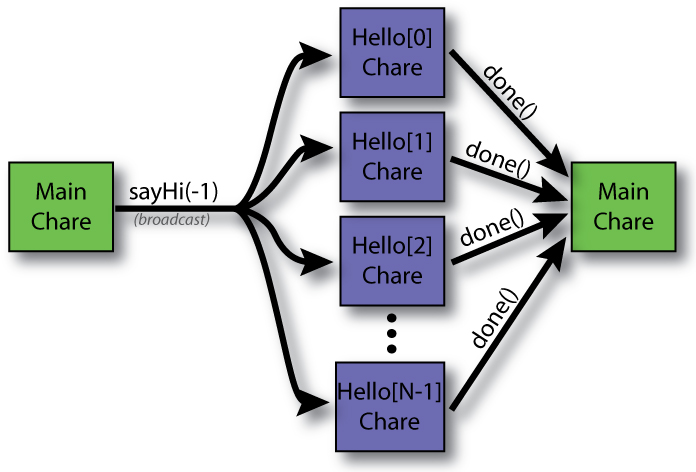 Main
Chare
sayHi(-1)
(broadcast)
Hello[0]
Chare
Hello[1]
Chare
Hello[2]
Chare
Hello[N-1]
Chare
done()
done()
done()
done()
Main
Chare